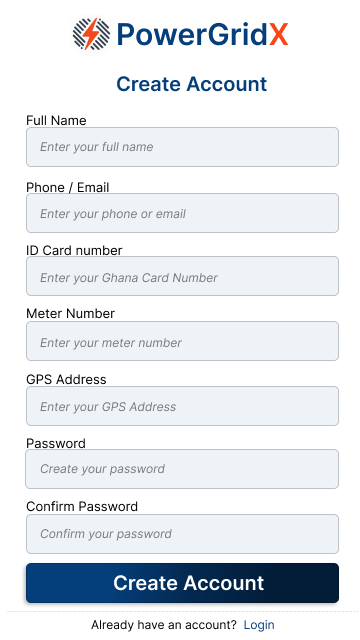 PowerGridX
Create Account
Full Name
Enter your full name
Phone / Email
Enter your phone or email
ID Card number
Enter your Ghana Card Number
Meter Number
Enter your meter number
GPS Address
Enter your GPS Address
Password
Create your password
Confirm Password
Confirm your password
Create Account
Already have an account? Login